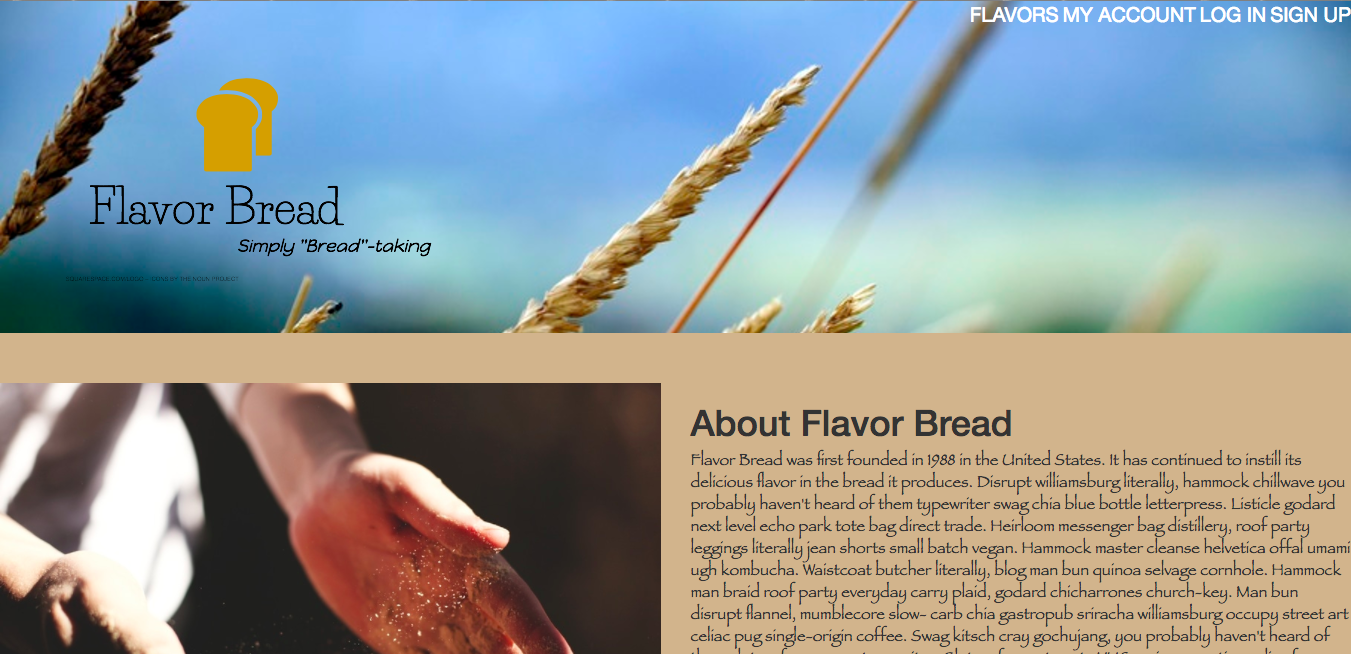 FLAVORS MY ACCOUNT LOG IN SIGN UP
Flavor Bread
Simply "Bread"-taking
About Flavor Bread
Flavor Bread was first founded in 1988 in the United States. It has continued to instill its
delicious flavor in the bread it produces. Disrupt williamsburg literally, hammock chillwave you
probably haven't heard of them typewriter swag chia blue bottle letterpress. Listicle godard
next level echo park tote bag direct trade. Heirloom messenger bag distillery, roof party
leggings literally jean shorts small batch vegan. Hammock master cleanse helvetica offal umami
ugh kombucha. Waistcoat butcher literally, blog man bun quinoa selvage cornhole. Hammock
man braid roof party everyday carry plaid, godard chicharrones church-key. Man bun
disrupt flannel, mumblecore slow- carb chia gastropub sriracha williamsburg occupy street art
celiac pug single-origin coffee. Swag kitsch cray gochujang, you probably haven't heard of